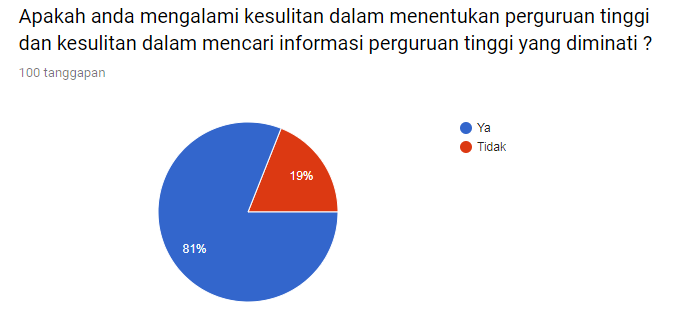 Apakah anda mengalami kesulitan dalam menentukan perguruan tinggi
dan kesulitan dalam mencari informasi perguruan tinggi yang diminati ?
100 tanggapan
Ya
Tidak
19%
81%